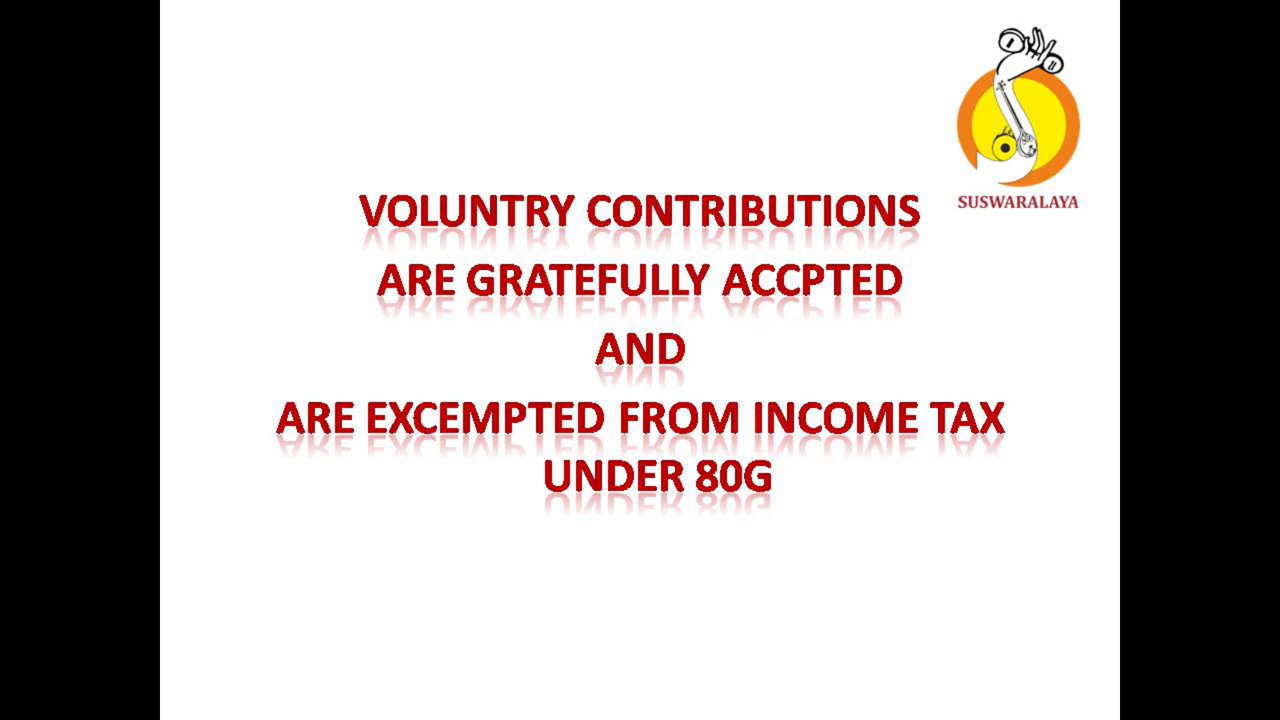 SUSWARALAYA
VOLUNTRY CONTRIBUTIONS
ARE GRATEFULLY ACCPTED
AND
ARE EXCEMPTED FROM INCOME TAX
UNDER 80G